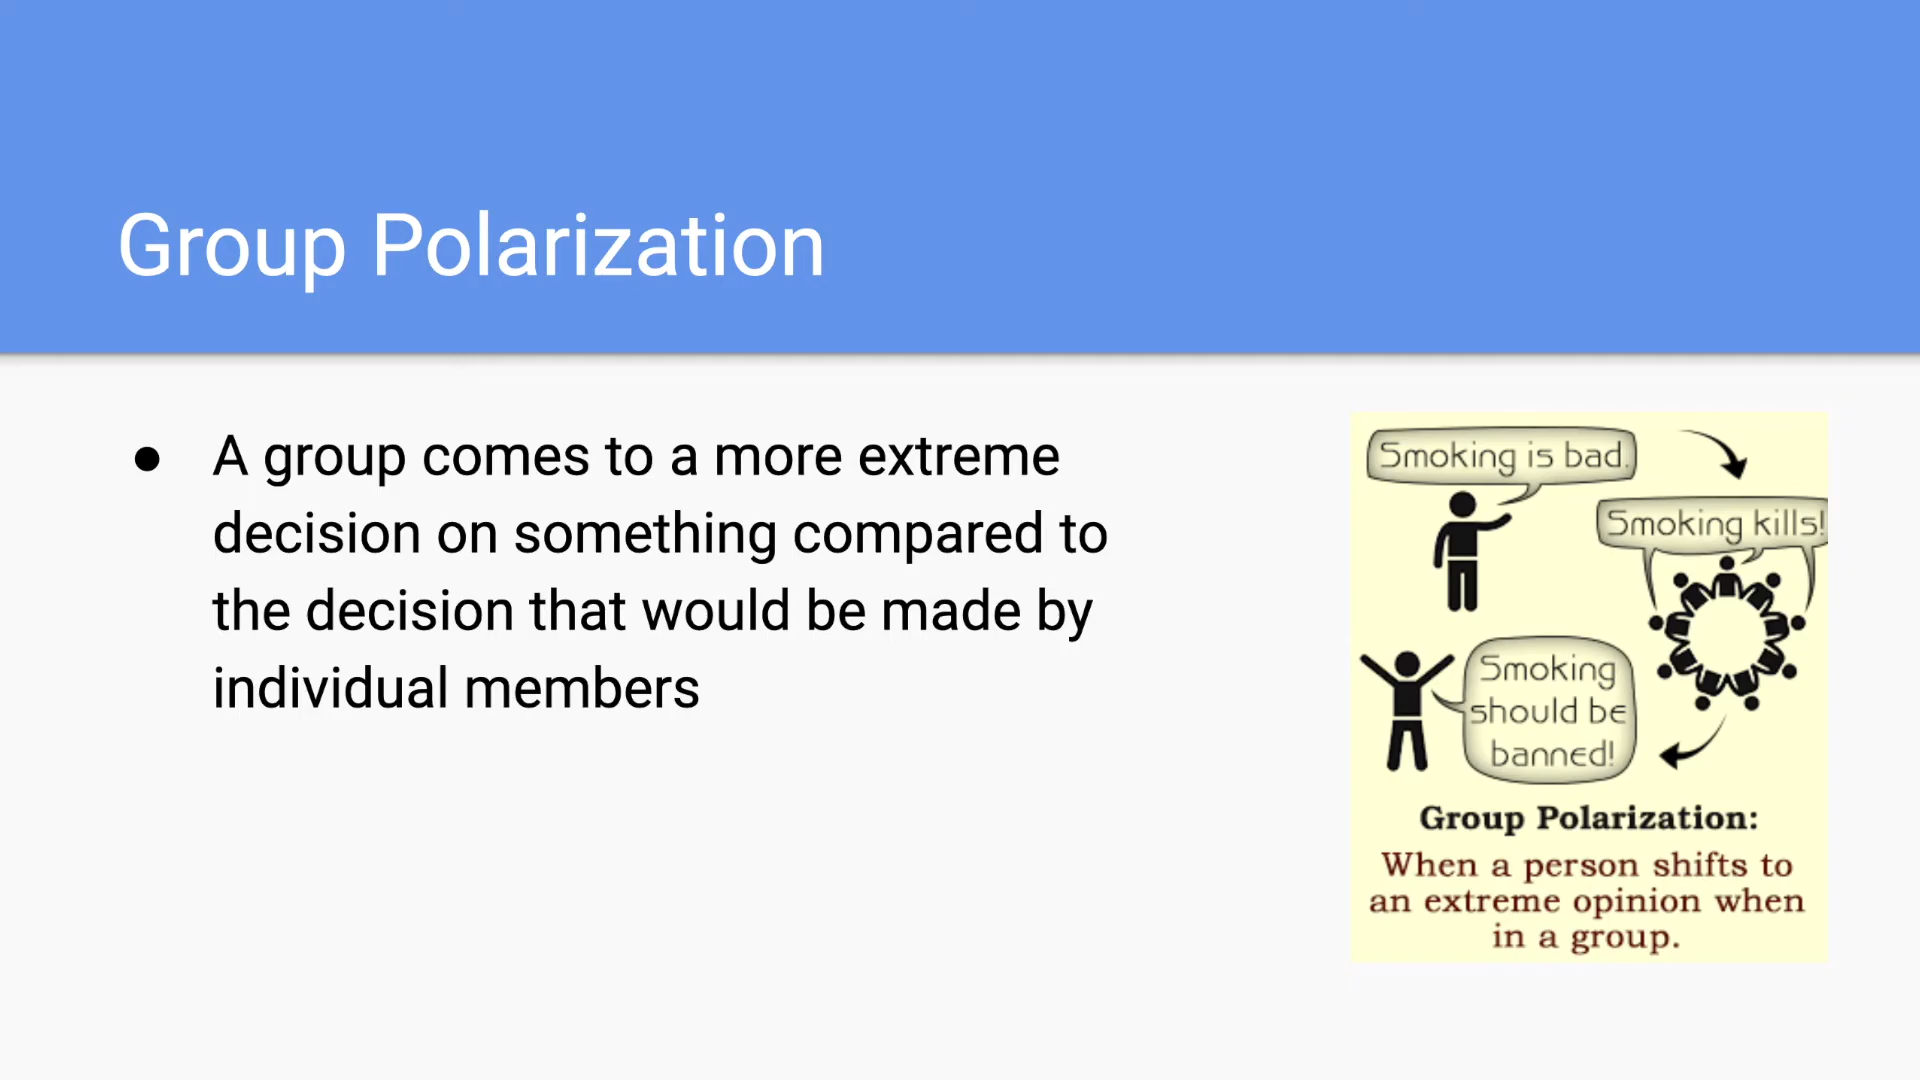 Group Polarization
● A group comes to a more extreme
decision on something compared to
the decision that would be made by
individual members
Smoking is bad.
Smoking kills!
Smoking
should be
banned!
Group Polarization:
When a person shifts to
an extreme opinion when
in a group.